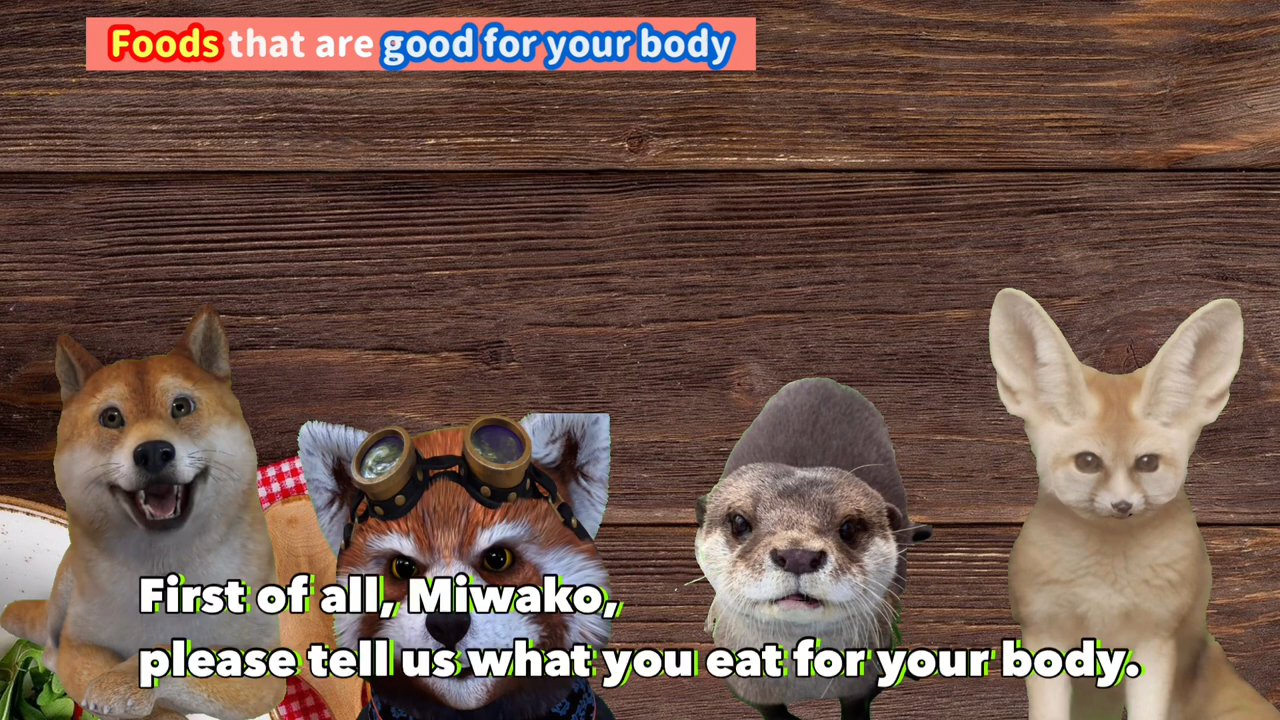 Foods that are good for your body
First of all, Miwako,
please tell us what you eat for your body.